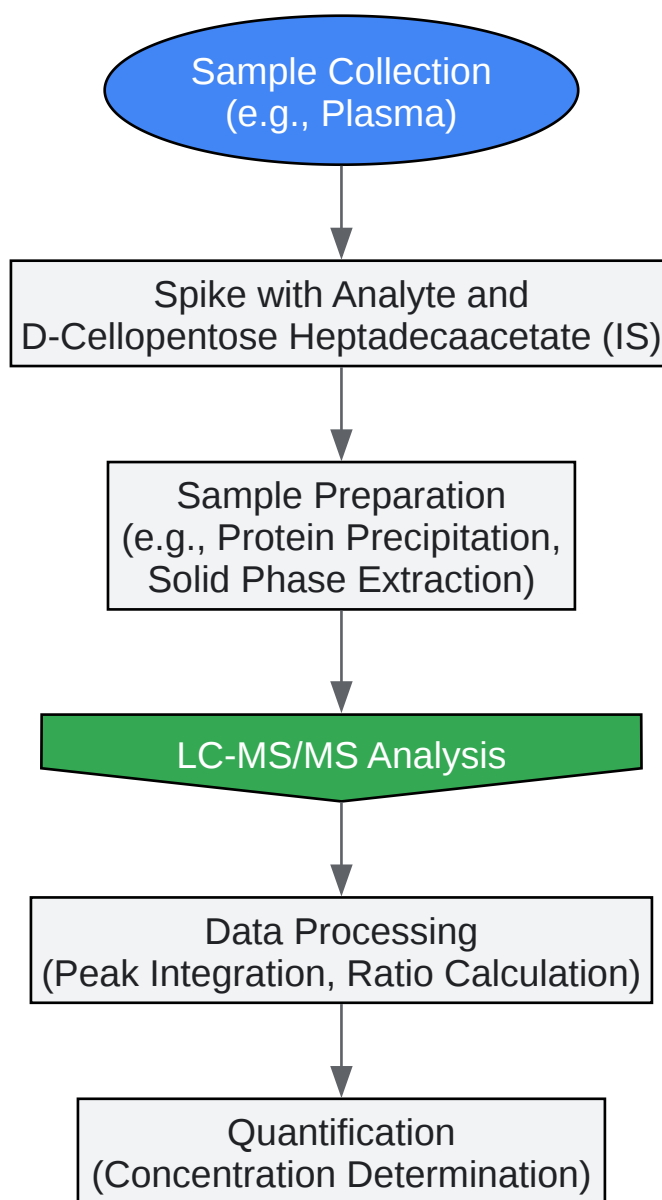 Sample Collection
(e.g., Plasma)
Spike with Analyte and
D-Cellopentose Heptadecaacetate (IS)
Sample Preparation
(e.g., Protein Precipitation,
Solid Phase Extraction)
LC-MS/MS Analysis
Data Processing
(Peak Integration, Ratio Calculation)
Quantification
(Concentration Determination)